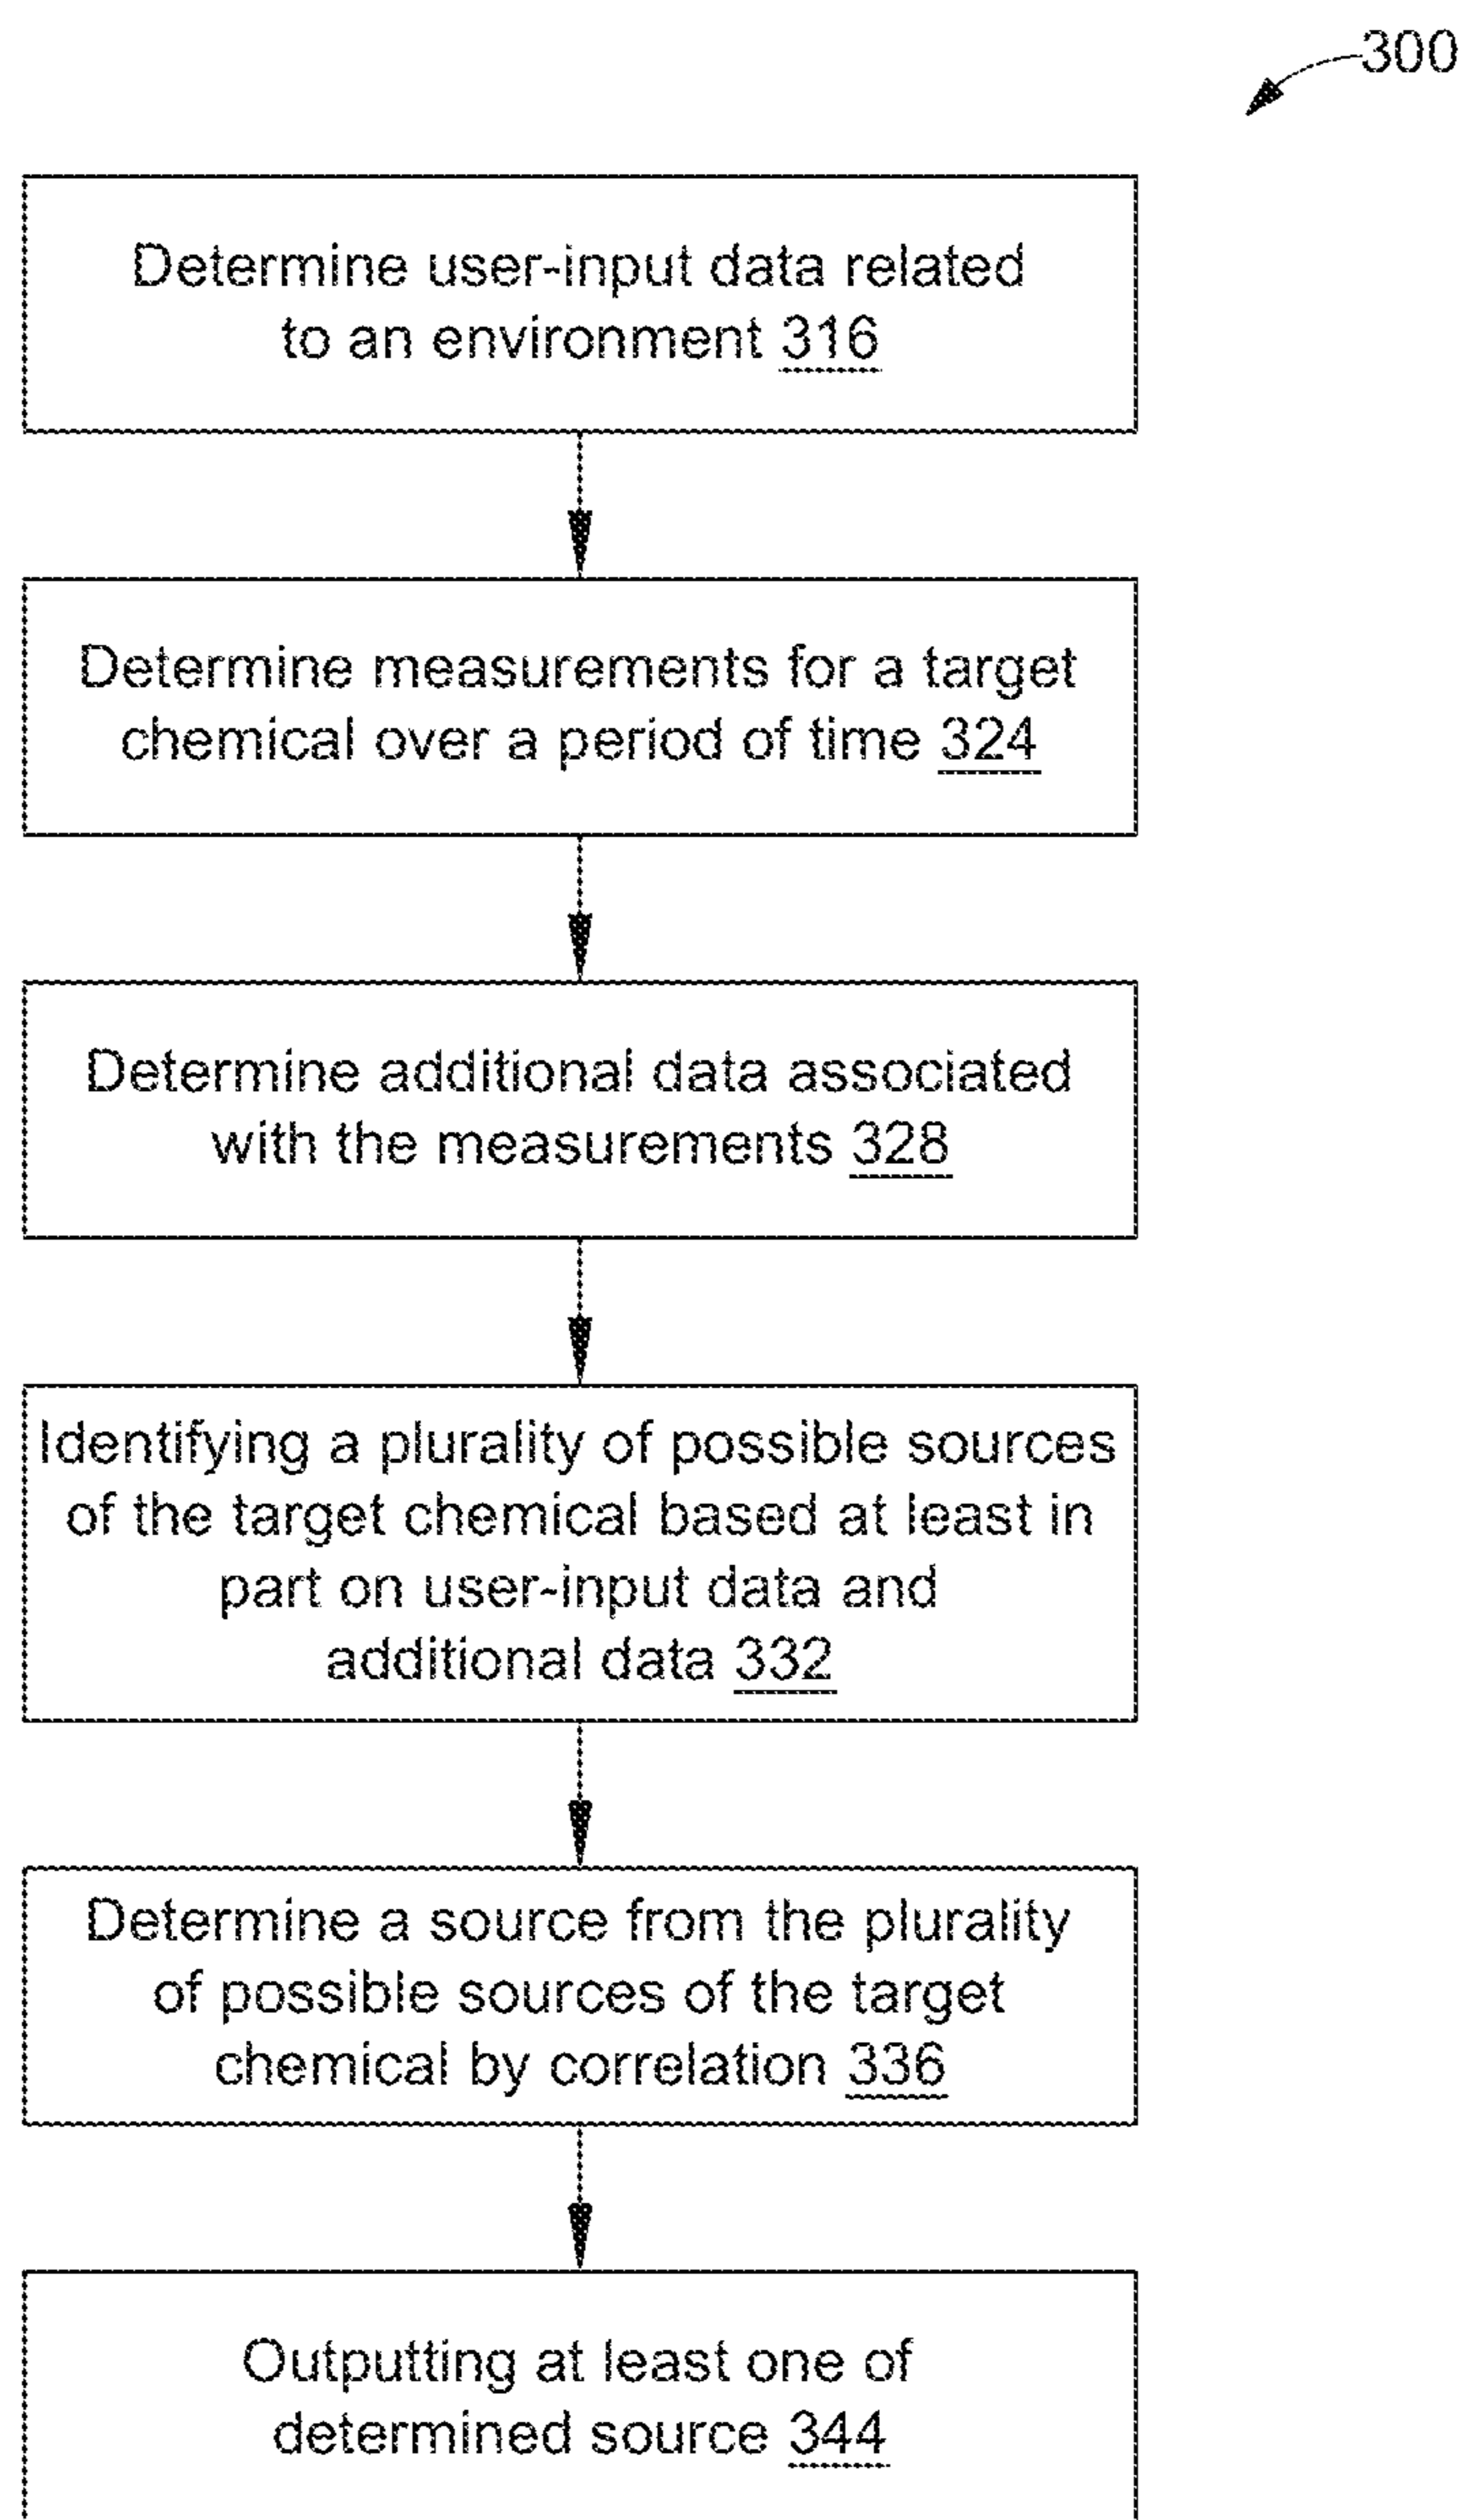 300
Determine user-input data related
to an environment 316
Determine measurements for a target
chemical over a period of time 324
Determine additional data associated
with the measurements 328
Identifying a plurality of possible sources
of the target chemical based at least in
part on user-input data and
additional data 332
Determine a source from the plurality
of possible sources of the target
chemical by correlation 336
Outputting at least one of
determined source 344